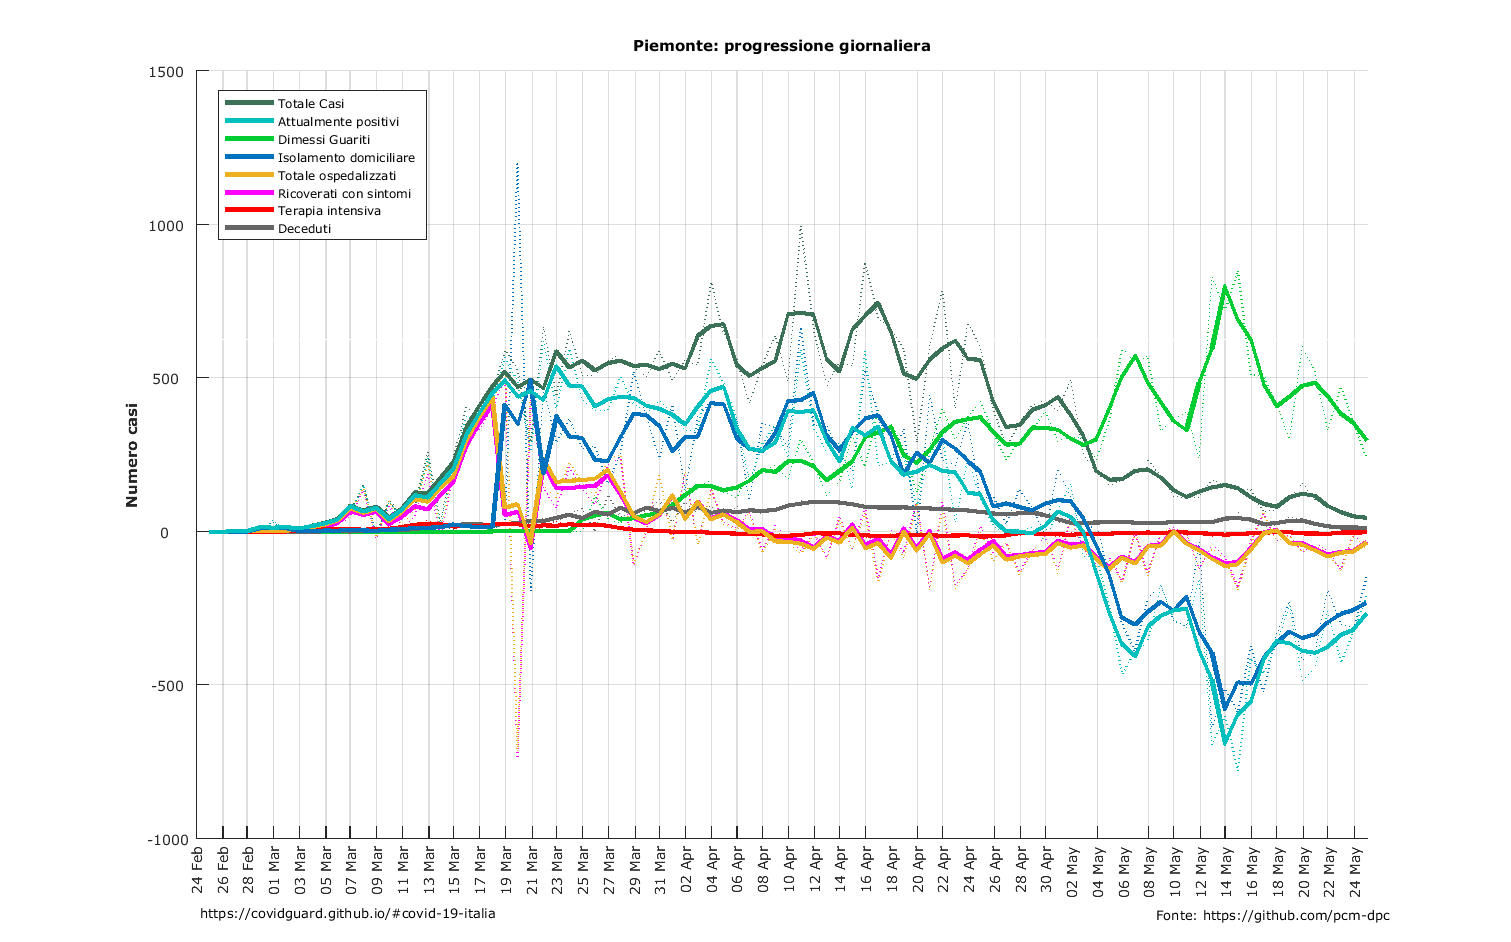 Piemonte: progressione giornaliera
Numero casi
1500
1000
500
0
-500
-1000
Totale Casi
Attualmente positivi
Dimessi Guariti
Isolamento domiciliare
Totale ospedalizzati
Ricoverati con sintomi
Terapia intensiva
Deceduti
24 Feb
26 Feb
28 Feb
01 Mar
03 Mar
05 Mar
07 Mar
09 Mar
11 Mar
13 Mar
15 Mar
17 Mar
19 Mar
21 Mar
23 Mar
25 Mar
27 Mar
29 Mar
31 Mar
02 Apr
04 Apr
06 Apr
08 Apr
10 Apr
12 Apr
14 Apr
16 Apr
18 Apr
20 Apr
22 Apr
24 Apr
26 Apr
28 Apr
30 Apr
02 May
04 May
06 May
08 May
10 May
12 May
14 May
16 May
18 May
20 May
22 May
24 May
https://covidguard.github.io/#covid-19-italia
Fonte: https://github.com/pcm-dpc